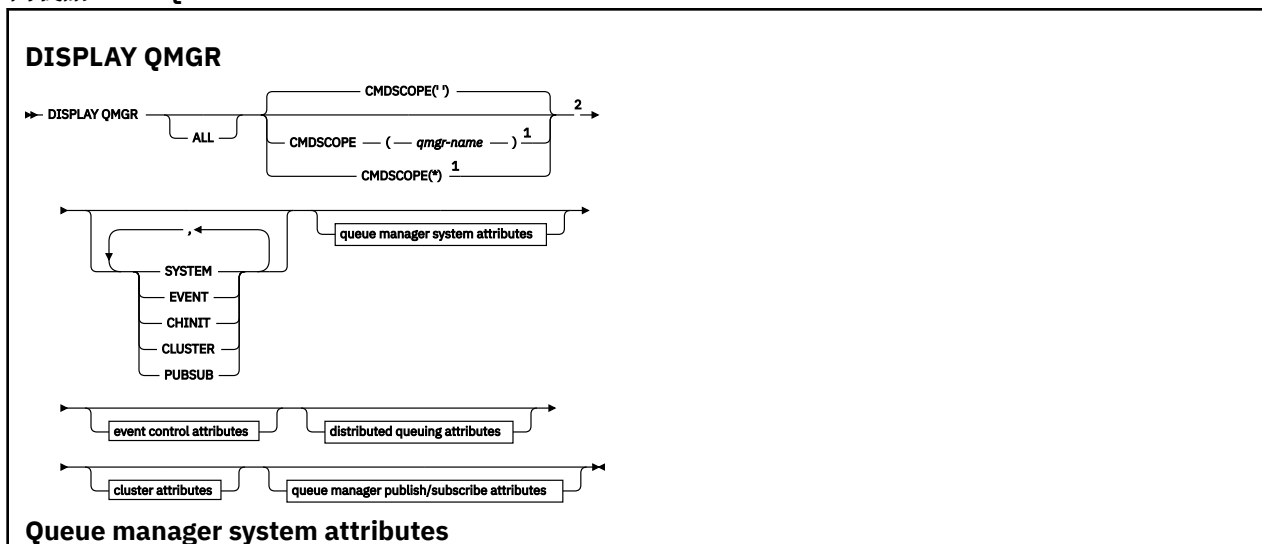 DISPLAY QMGR
CMDSCOPE(' ')
DISPLAY QMGR
2
ALL
CMDSCOPE ( qmgr-name ) 1
CMDSCOPE(*) 1
,
queue manager system attributes
SYSTEM
EVENT
CHINIT
CLUSTER
PUBSUB
event control attributes
distributed queuing attributes
cluster attributes
queue manager publish/subscribe attributes
Queue manager system attributes